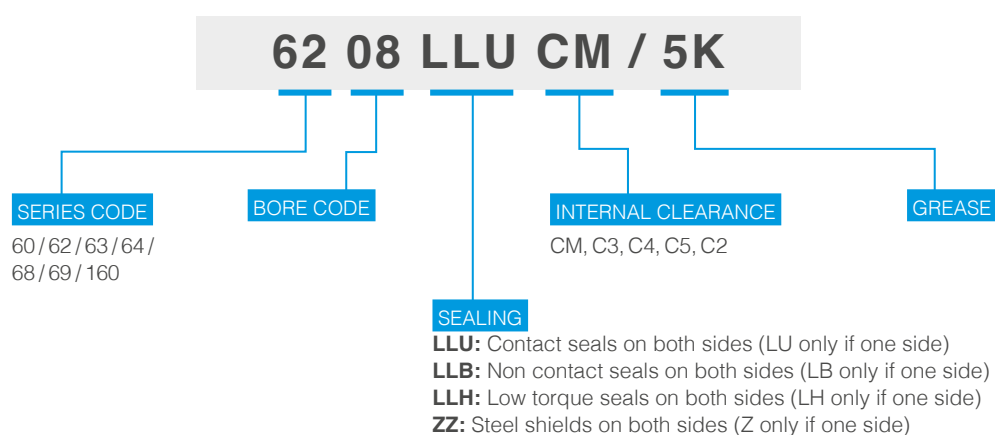 62 08 LLU CM / 5K
SERIES CODE
60 / 62 / 63 / 64 /
68 / 69 / 160
BORE CODE
INTERNAL CLEARANCE
CM, C3, C4, C5, C2
GREASE
SEALING
LLU: Contact seals on both sides (LU only if one side)
LLB: Non contact seals on both sides (LB only if one side)
LLH: Low torque seals on both sides (LH only if one side)
ZZ: Steel shields on both sides (Z only if one side)